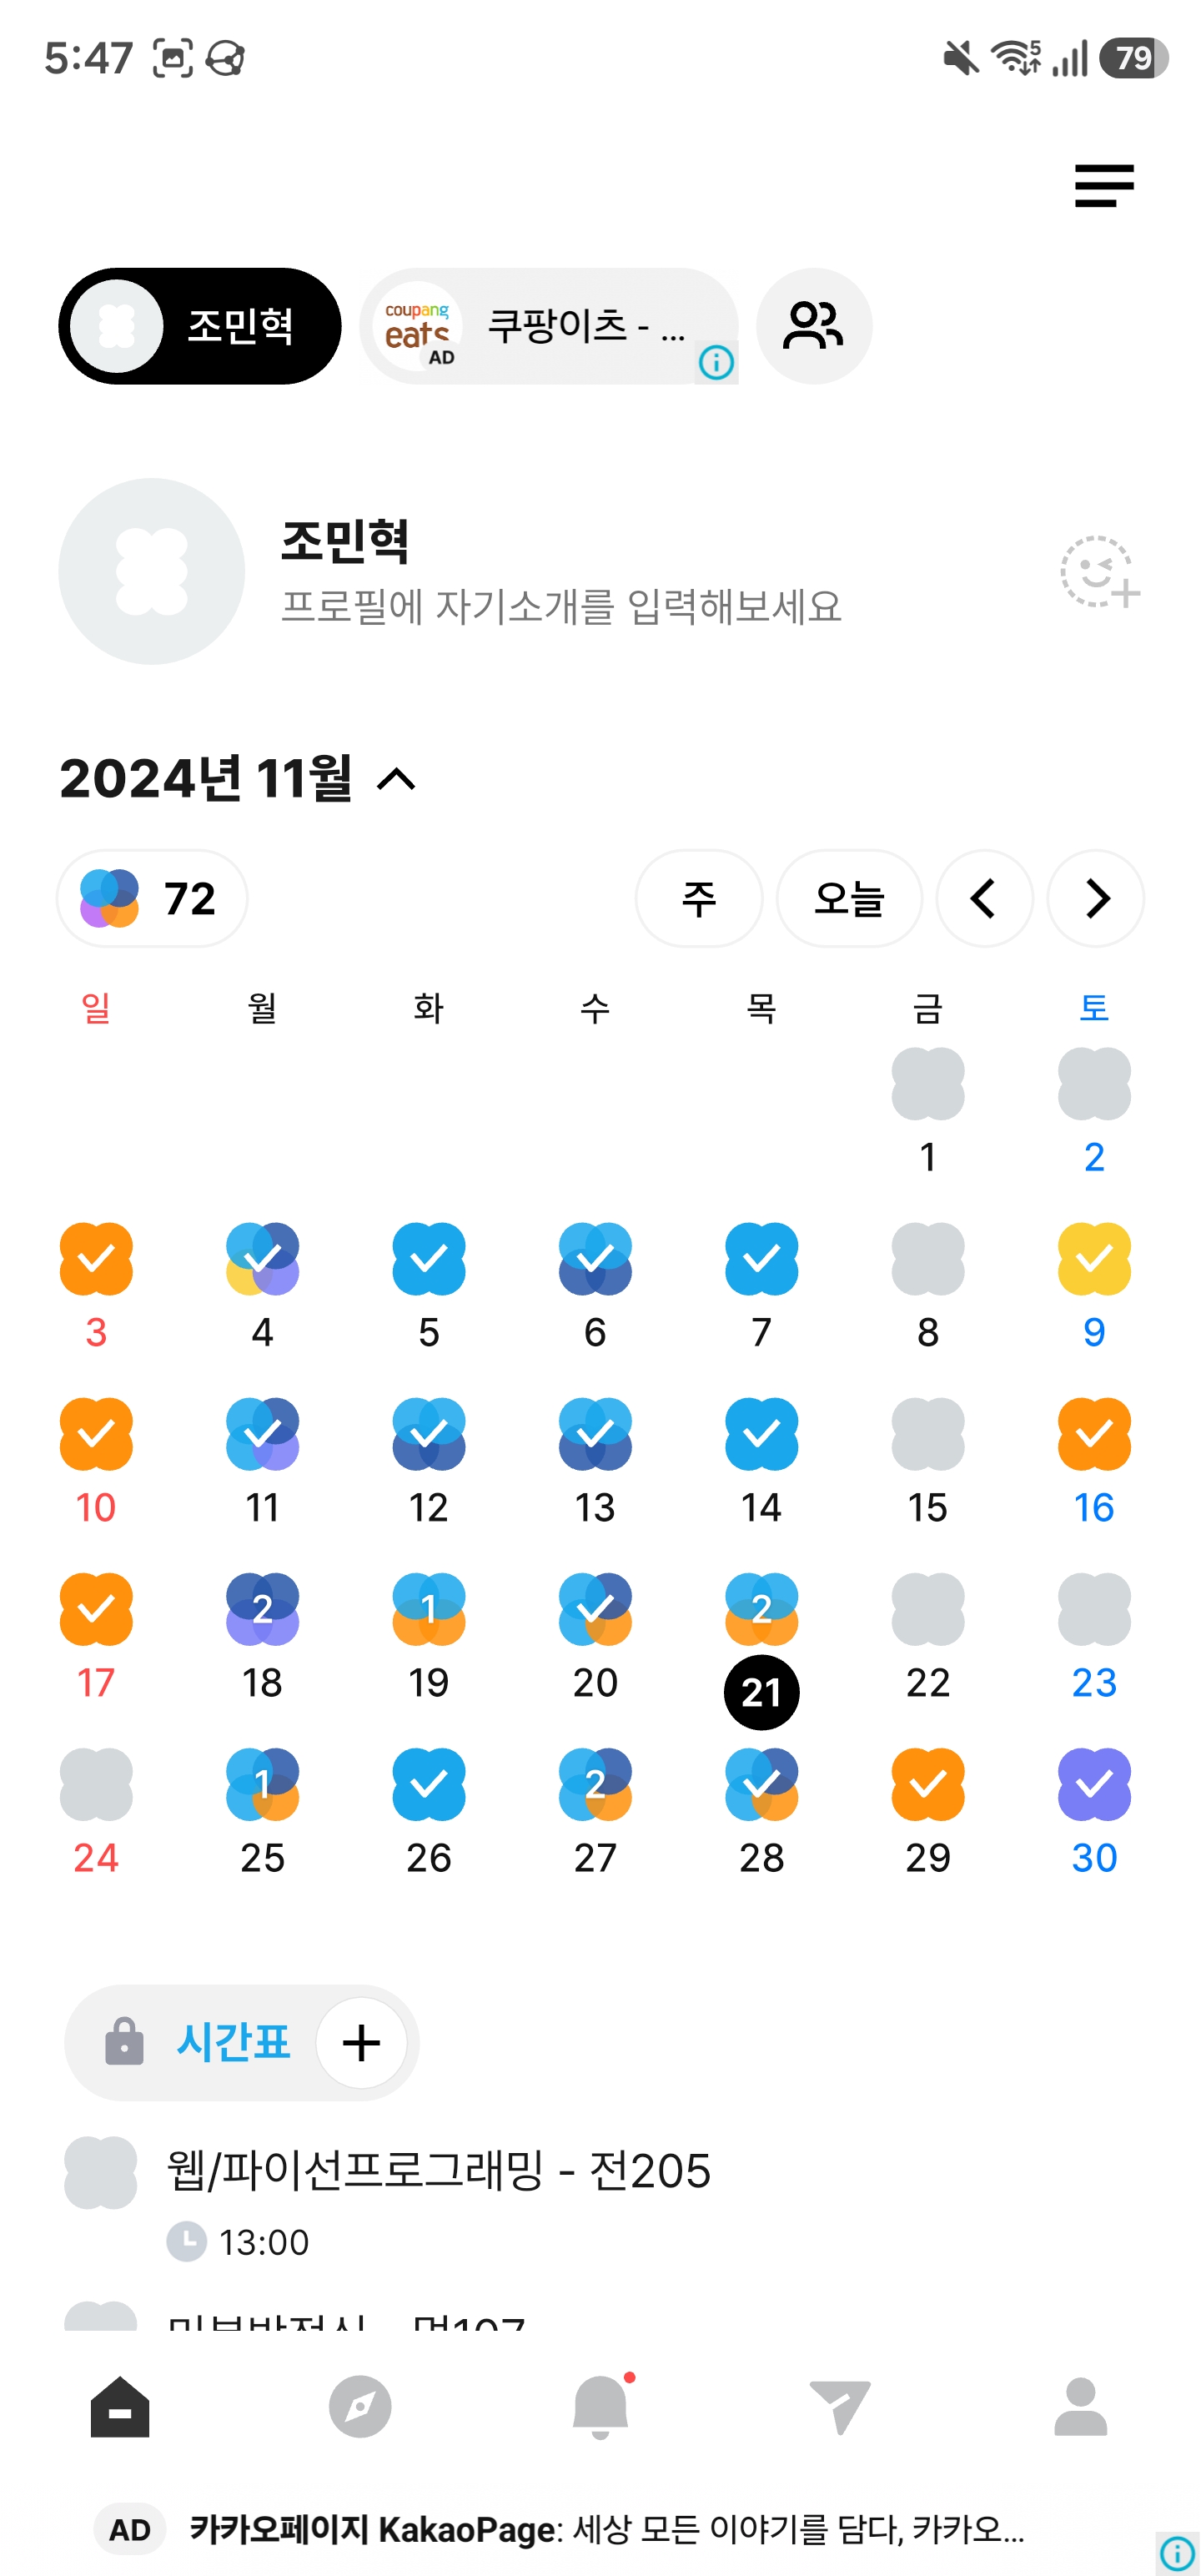 5:47
5
79
조민혁
coupang
eats
AD
쿠팡이츠 - ...
조민혁
프로필에 자기소개를 입력해보세요
2024년 11월
72
주
오늘
일 월 화 수 목 금 토
1 2
3 4 5 6 7 8 9
10 11 12 13 14 15 16
2 1 2
17 18 19 20 21 22 23
1 2
24 25 26 27 28 29 30
시간표
웹/파이선프로그래밍 - 전205
13:00
AD
카카오페이지 KakaoPage: 세상 모든 이야기를 담다, 카카오...